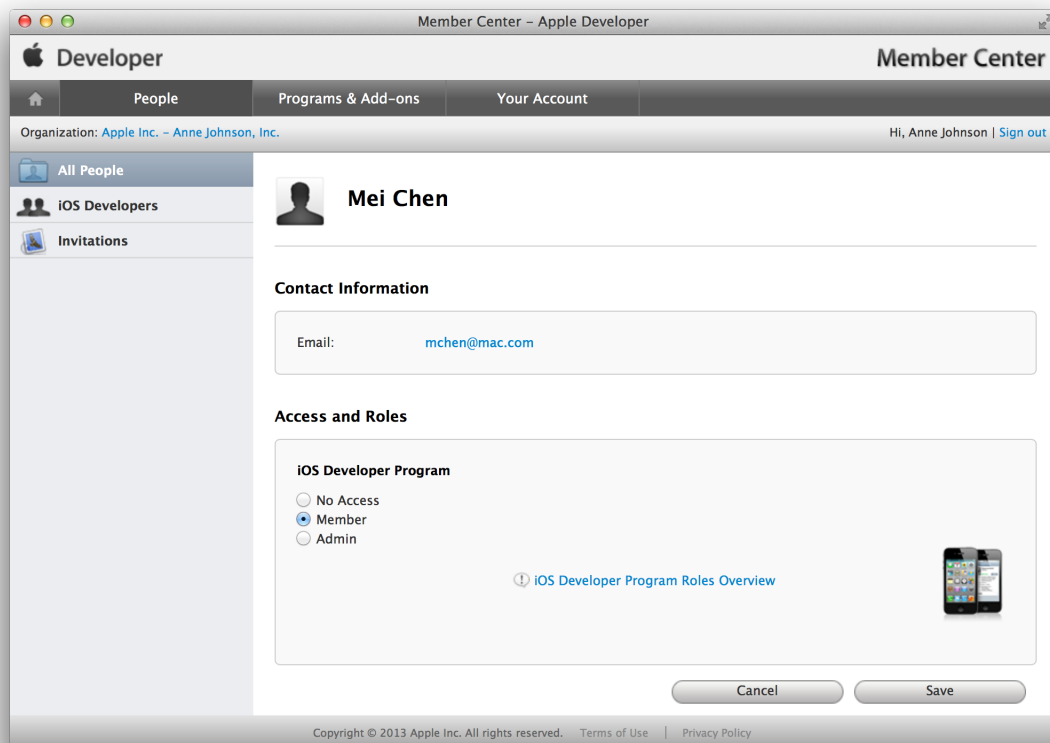 Member Center – Apple Developer
Developer
Member Center
People
Programs & Add-ons
Your Account
Organization: Apple Inc. – Anne Johnson, Inc.
Hi, Anne Johnson | Sign out
All People
iOS Developers
Invitations
Mei Chen
Contact Information
Email: mchen@mac.com
Access and Roles
iOS Developer Program
No Access
Member
Admin
iOS Developer Program Roles Overview
Cancel
Save
Copyright © 2013 Apple Inc. All rights reserved. Terms of Use | Privacy Policy